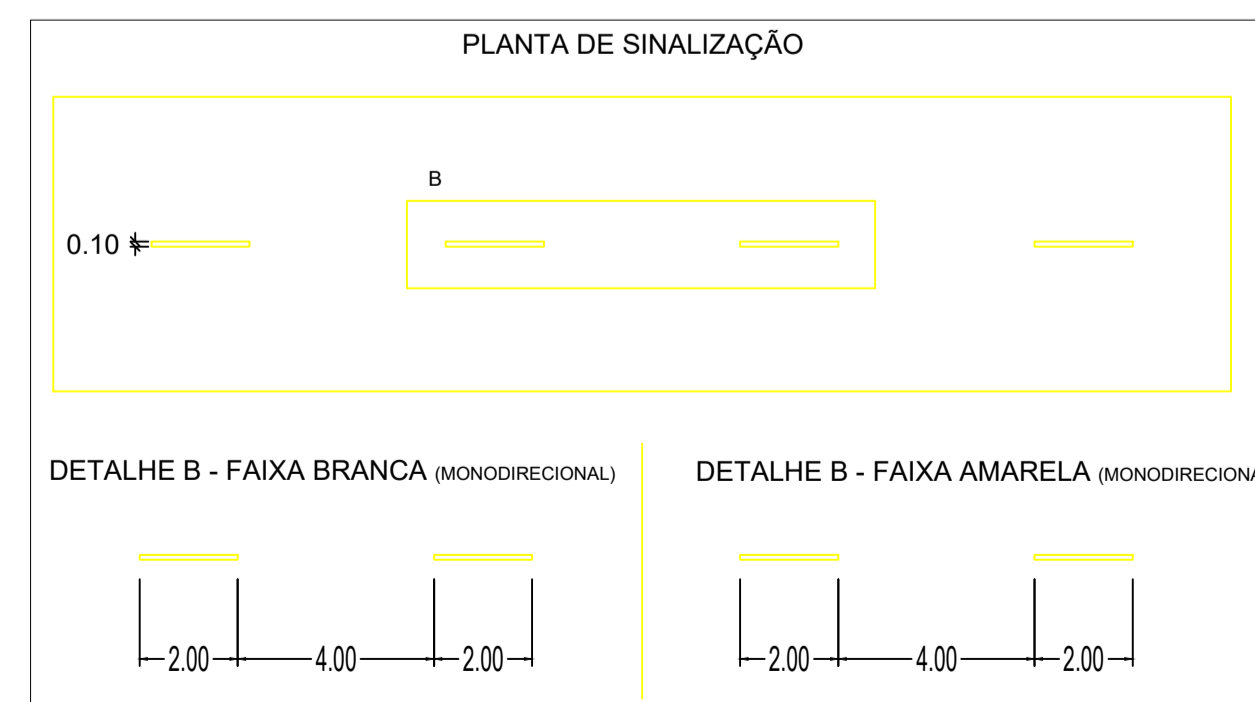 PLANTA DE SINALIZAÇÃO
B
0.10
DETALHE B - FAIXA BRANCA (MONODIRECIONAL)
DETALHE B - FAIXA AMARELA (MONODIRECIONA
2.00 4.00 2.00
2.00 4.00 2.00